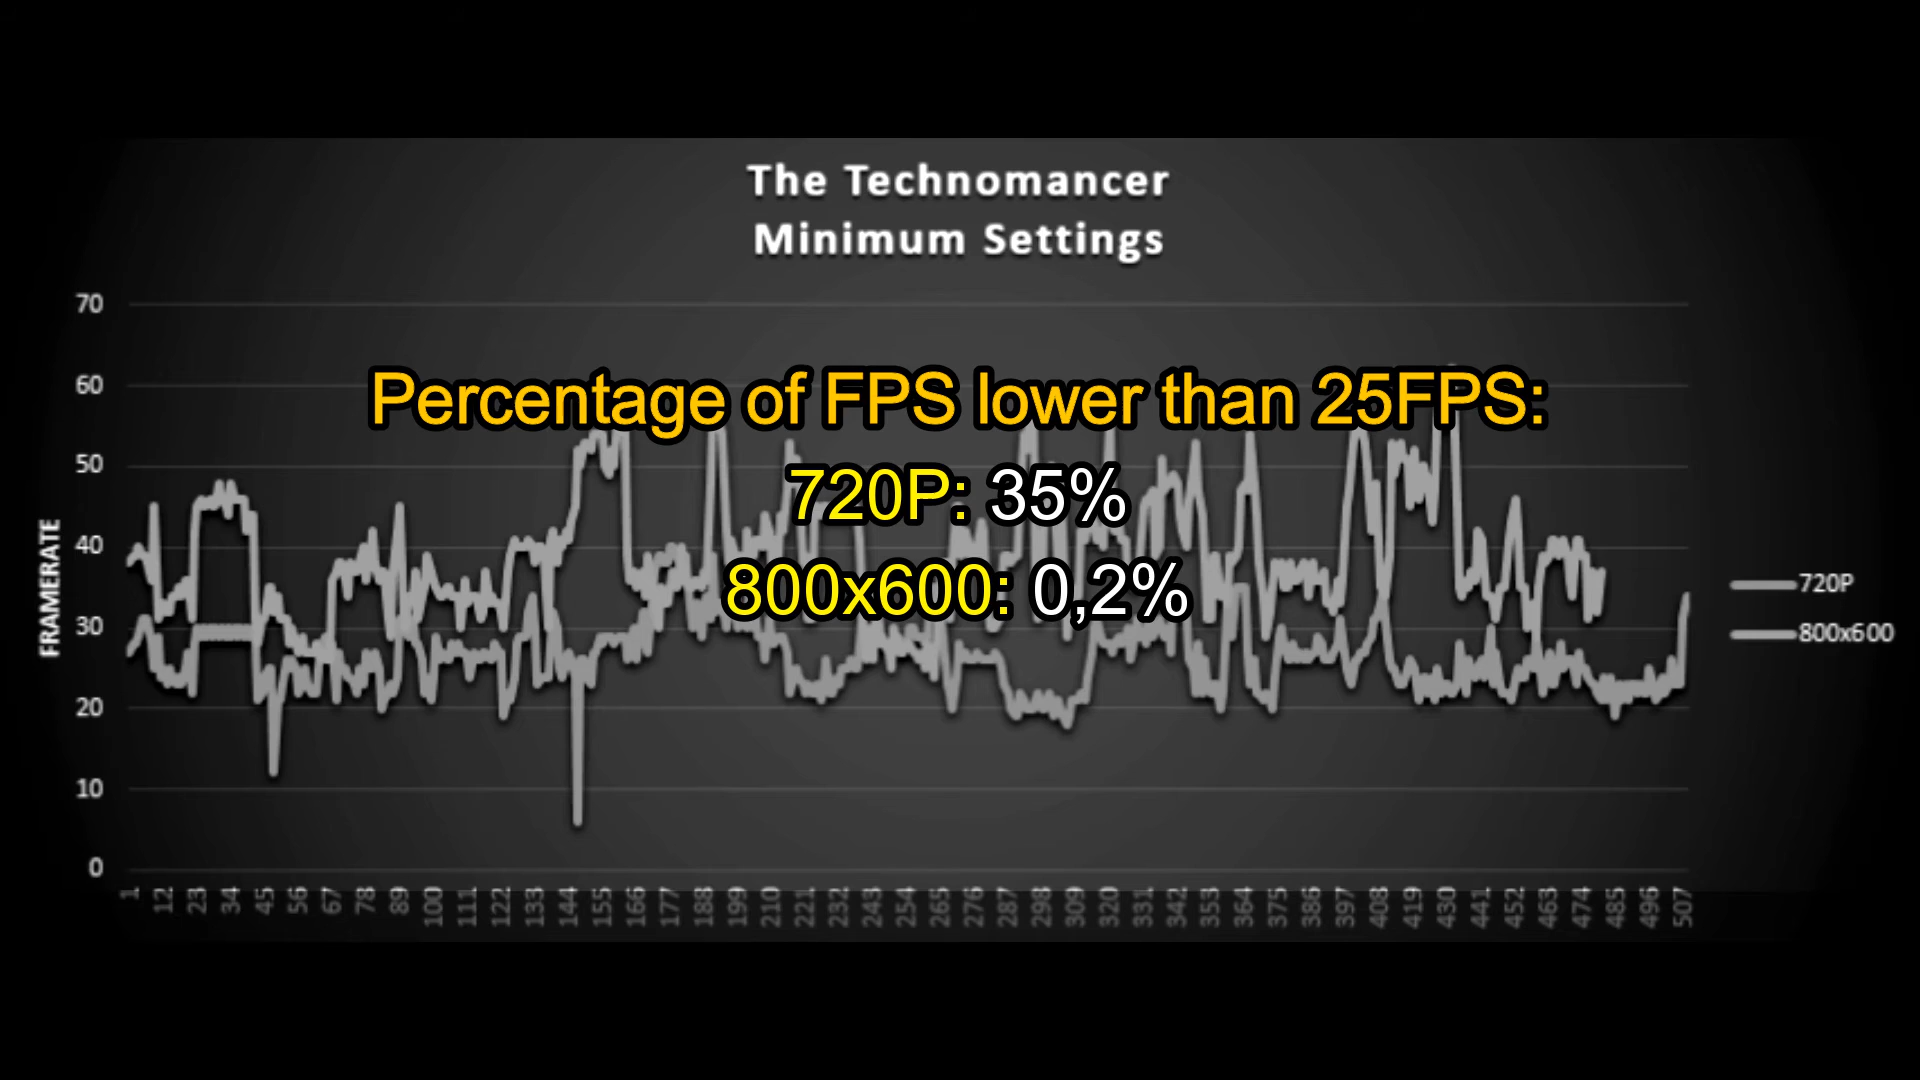 The Technomancer
Minimum Settings
70
60
50
40
30
20
10
0
FRAMERATE
Percentage of FPS lower than 25FPS:
720P: 35%
800x600: 0,2%
720P
800x600
1 12 23 34 45 56 67 78 89 100 111 122 133 144 155 166 177 188 199 210 221 232 243 254 265 276 287 298 309 320 331 342 353 364 375 386 397 408 419 430 441 452 463 474 485 496 507